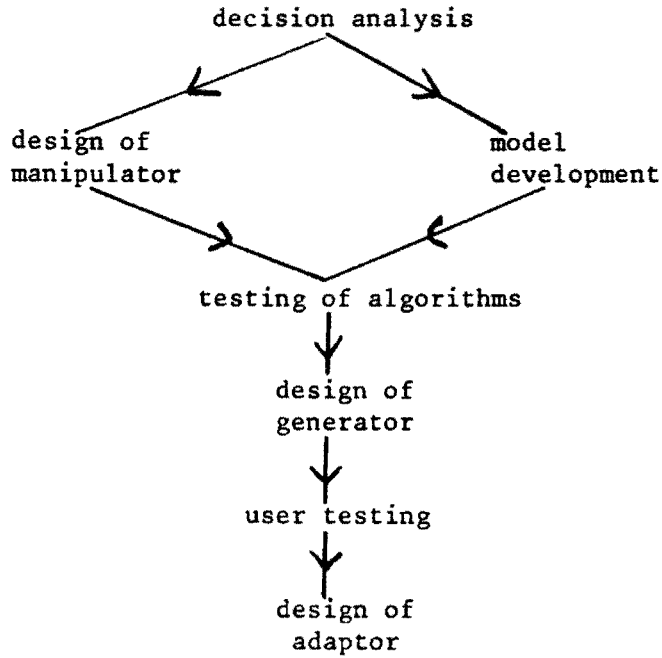 decision analysis
design of
manipulator
model
development
testing of algorithms
design of
generator
user testing
design of
adaptor